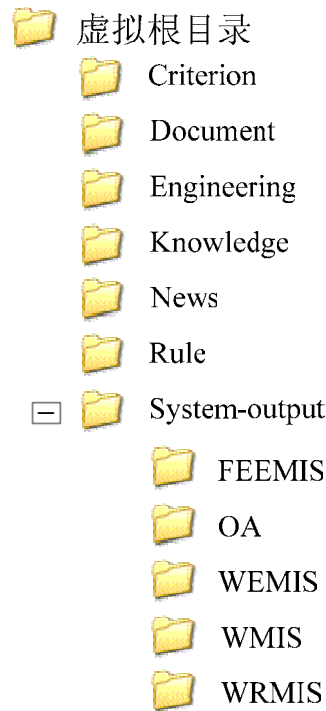 虚拟根目录
Criterion
Document
Engineering
Knowledge
News
Rule
System-output
FEEMIS
OA
WEMIS
WMIS
WRMIS